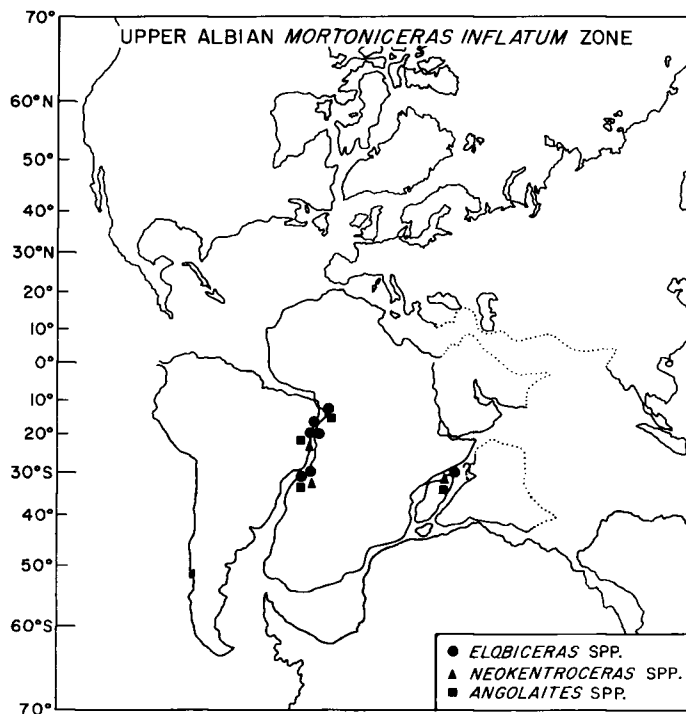 UPPER ALBIAN MORTONICERAS INFLATUM ZONE
70°
60°N
50°
40°
30°N
20°
10°
0°
10°
20°
30°S
40°
50°
60°S
70°
ELOBICERAS SPP.
NEOKENTROCERAS SPP.
ANGOLAITES SPP.